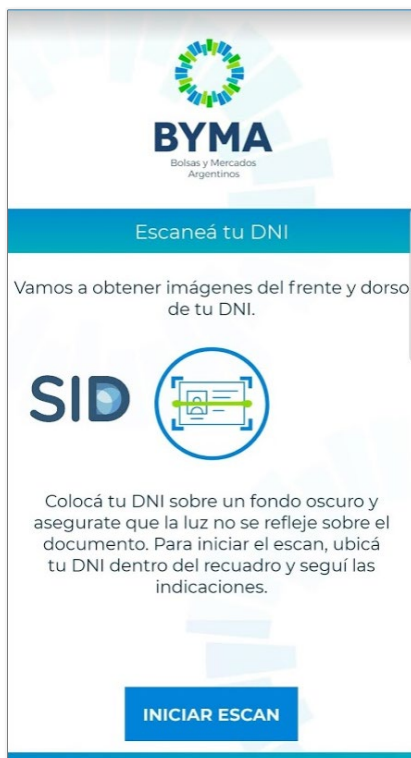 BYMA
Bolsas y Mercados
Argentinos
Escaneá tu DNI
Vamos a obtener imágenes del frente y dorso
de tu DNI.
SID
Colocá tu DNI sobre un fondo oscuro y
asegurate que la luz no se refleje sobre el
documento. Para iniciar el escan, ubicá
tu DNI dentro del recuadro y seguí las
indicaciones.
INICIAR ESCAN